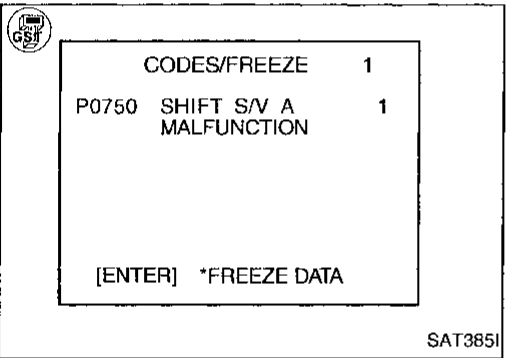 GST
CODES/FREEZE 1
P0750 SHIFT S/V A 1
MALFUNCTION
[ENTER] *FREEZE DATA
SAT385I